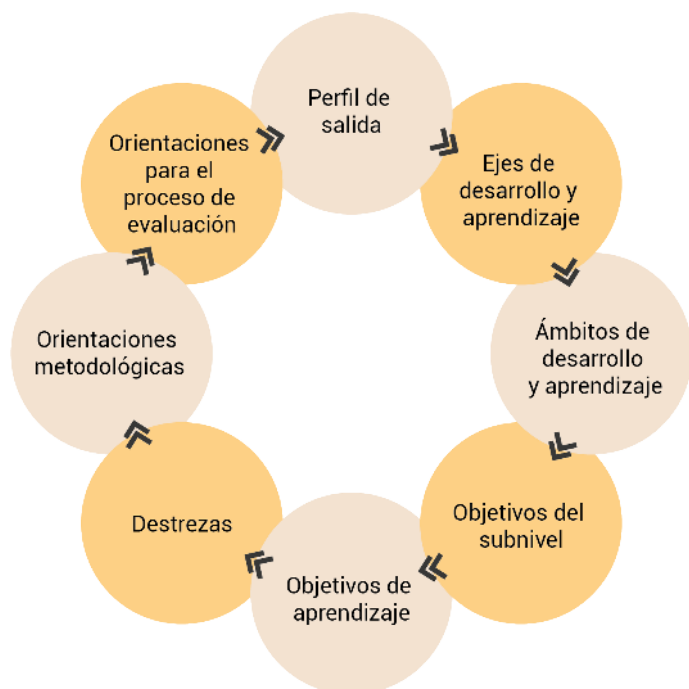 Perfil de
salida
Ejes de
desarrollo y
aprendizaje
Ámbitos de
desarrollo
y aprendizaje
Objetivos del
subnivel
Objetivos de
aprendizaje
Destrezas
Orientaciones
metodológicas
Orientaciones
para el
proceso de
evaluación